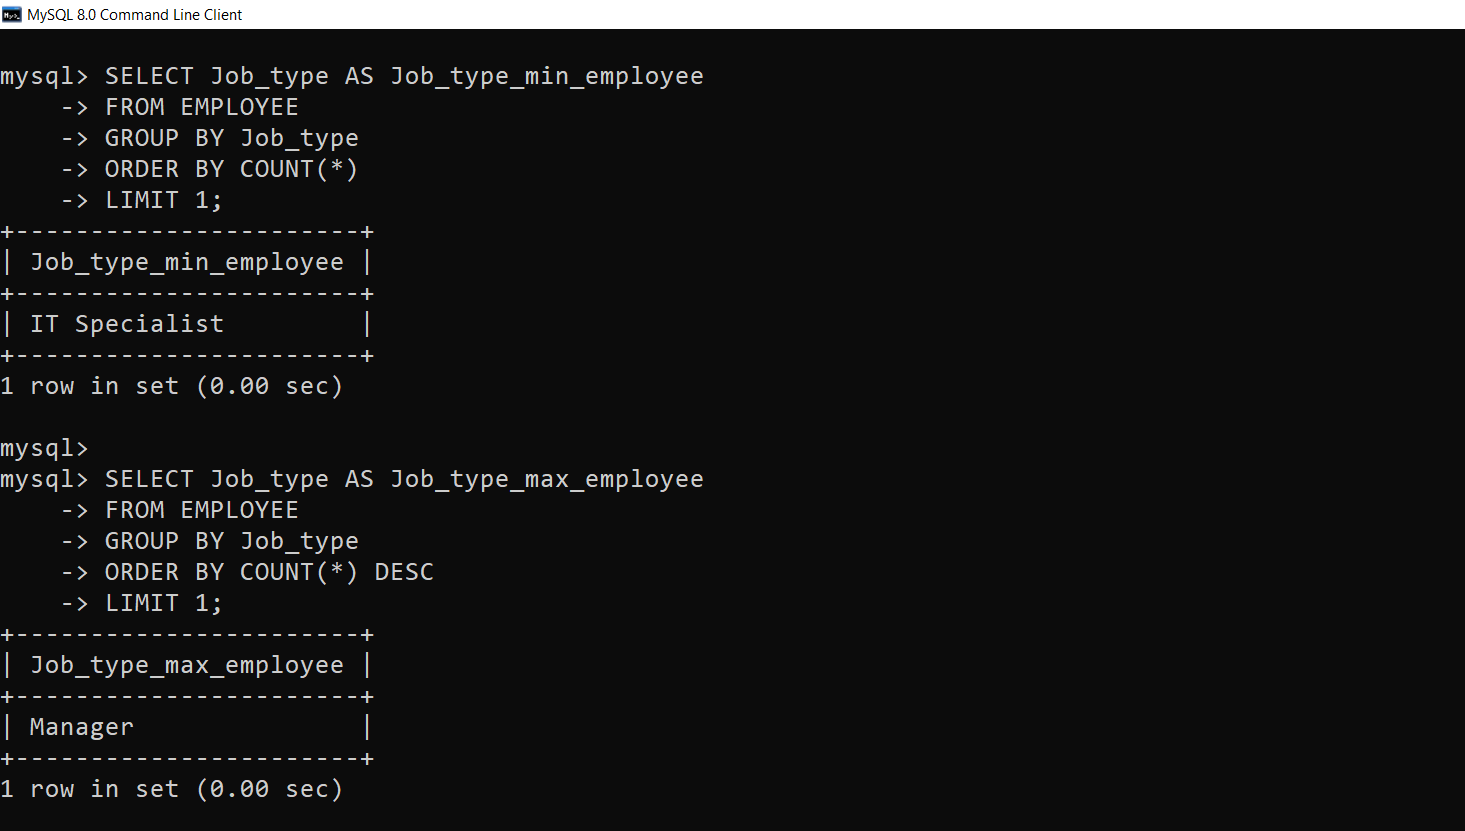 MySQL 8.0 Command Line Client
mysql> SELECT Job_type AS Job_type_min_employee
    -> FROM EMPLOYEE
    -> GROUP BY Job_type
    -> ORDER BY COUNT(*)
    -> LIMIT 1;
+-----------------------+
| Job_type_min_employee |
+-----------------------+
| IT Specialist         |
+-----------------------+
1 row in set (0.00 sec)
mysql>
mysql> SELECT Job_type AS Job_type_max_employee
    -> FROM EMPLOYEE
    -> GROUP BY Job_type
    -> ORDER BY COUNT(*) DESC
    -> LIMIT 1;
+-----------------------+
| Job_type_max_employee |
+-----------------------+
| Manager               |
+-----------------------+
1 row in set (0.00 sec)